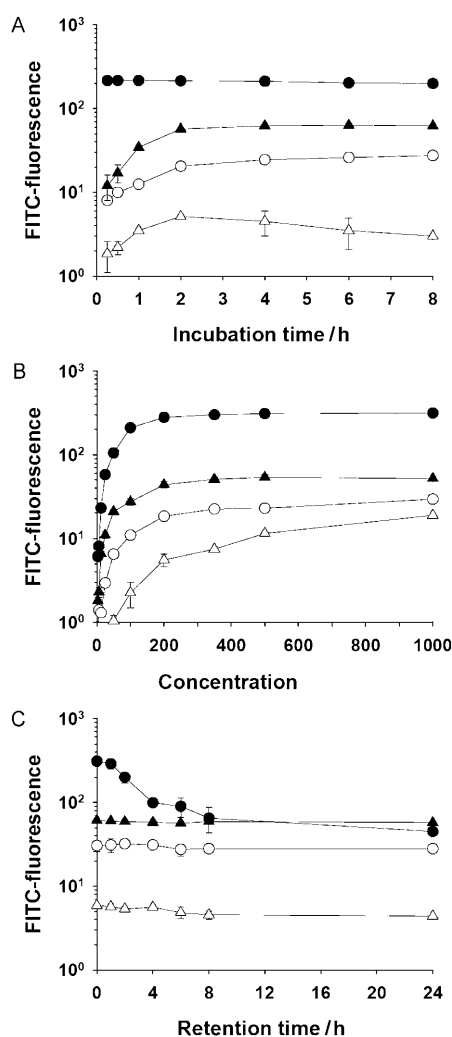 A
FITC-fluorescence
10³
10²
10¹
10⁰
0 1 2 3 4 5 6 7 8
Incubation time / h
B
FITC-fluorescence
10³
10²
10¹
10⁰
0 200 400 600 800 1000
Concentration
C
FITC-fluorescence
10³
10²
10¹
10⁰
0 4 8 12 16 20 24
Retention time / h